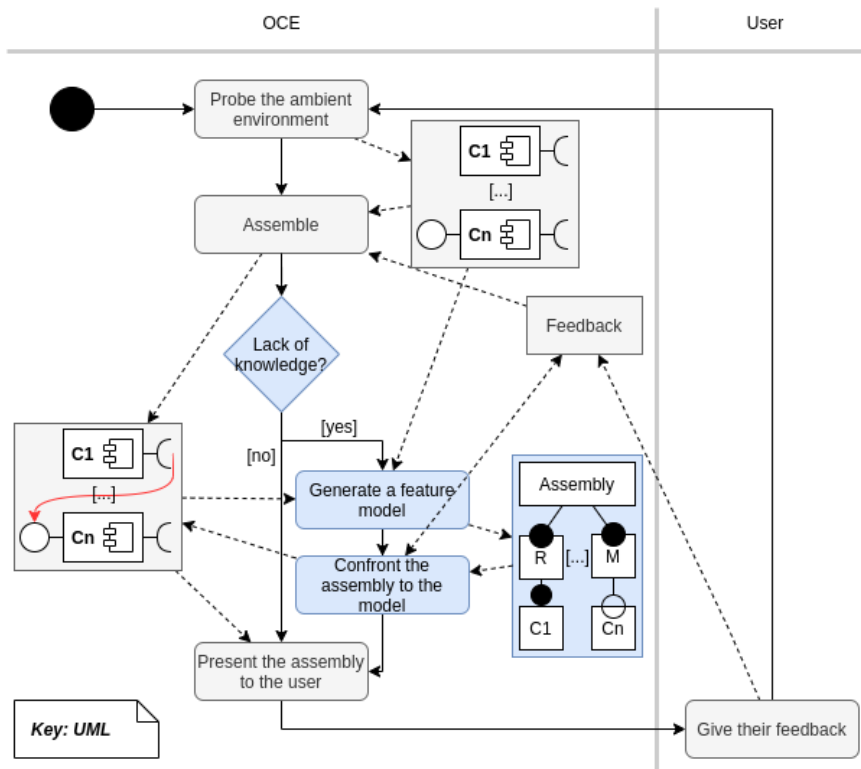 OCE
User
Probe the ambient
environment
C1
[...]
Cn
Assemble
Feedback
Lack of
knowledge?
[yes]
[no]
C1
[...]
Cn
Generate a feature
model
Assembly
R
[...]
M
C1
Cn
Confront the
assembly to the
model
Present the assembly
to the user
Key: UML
Give their feedback